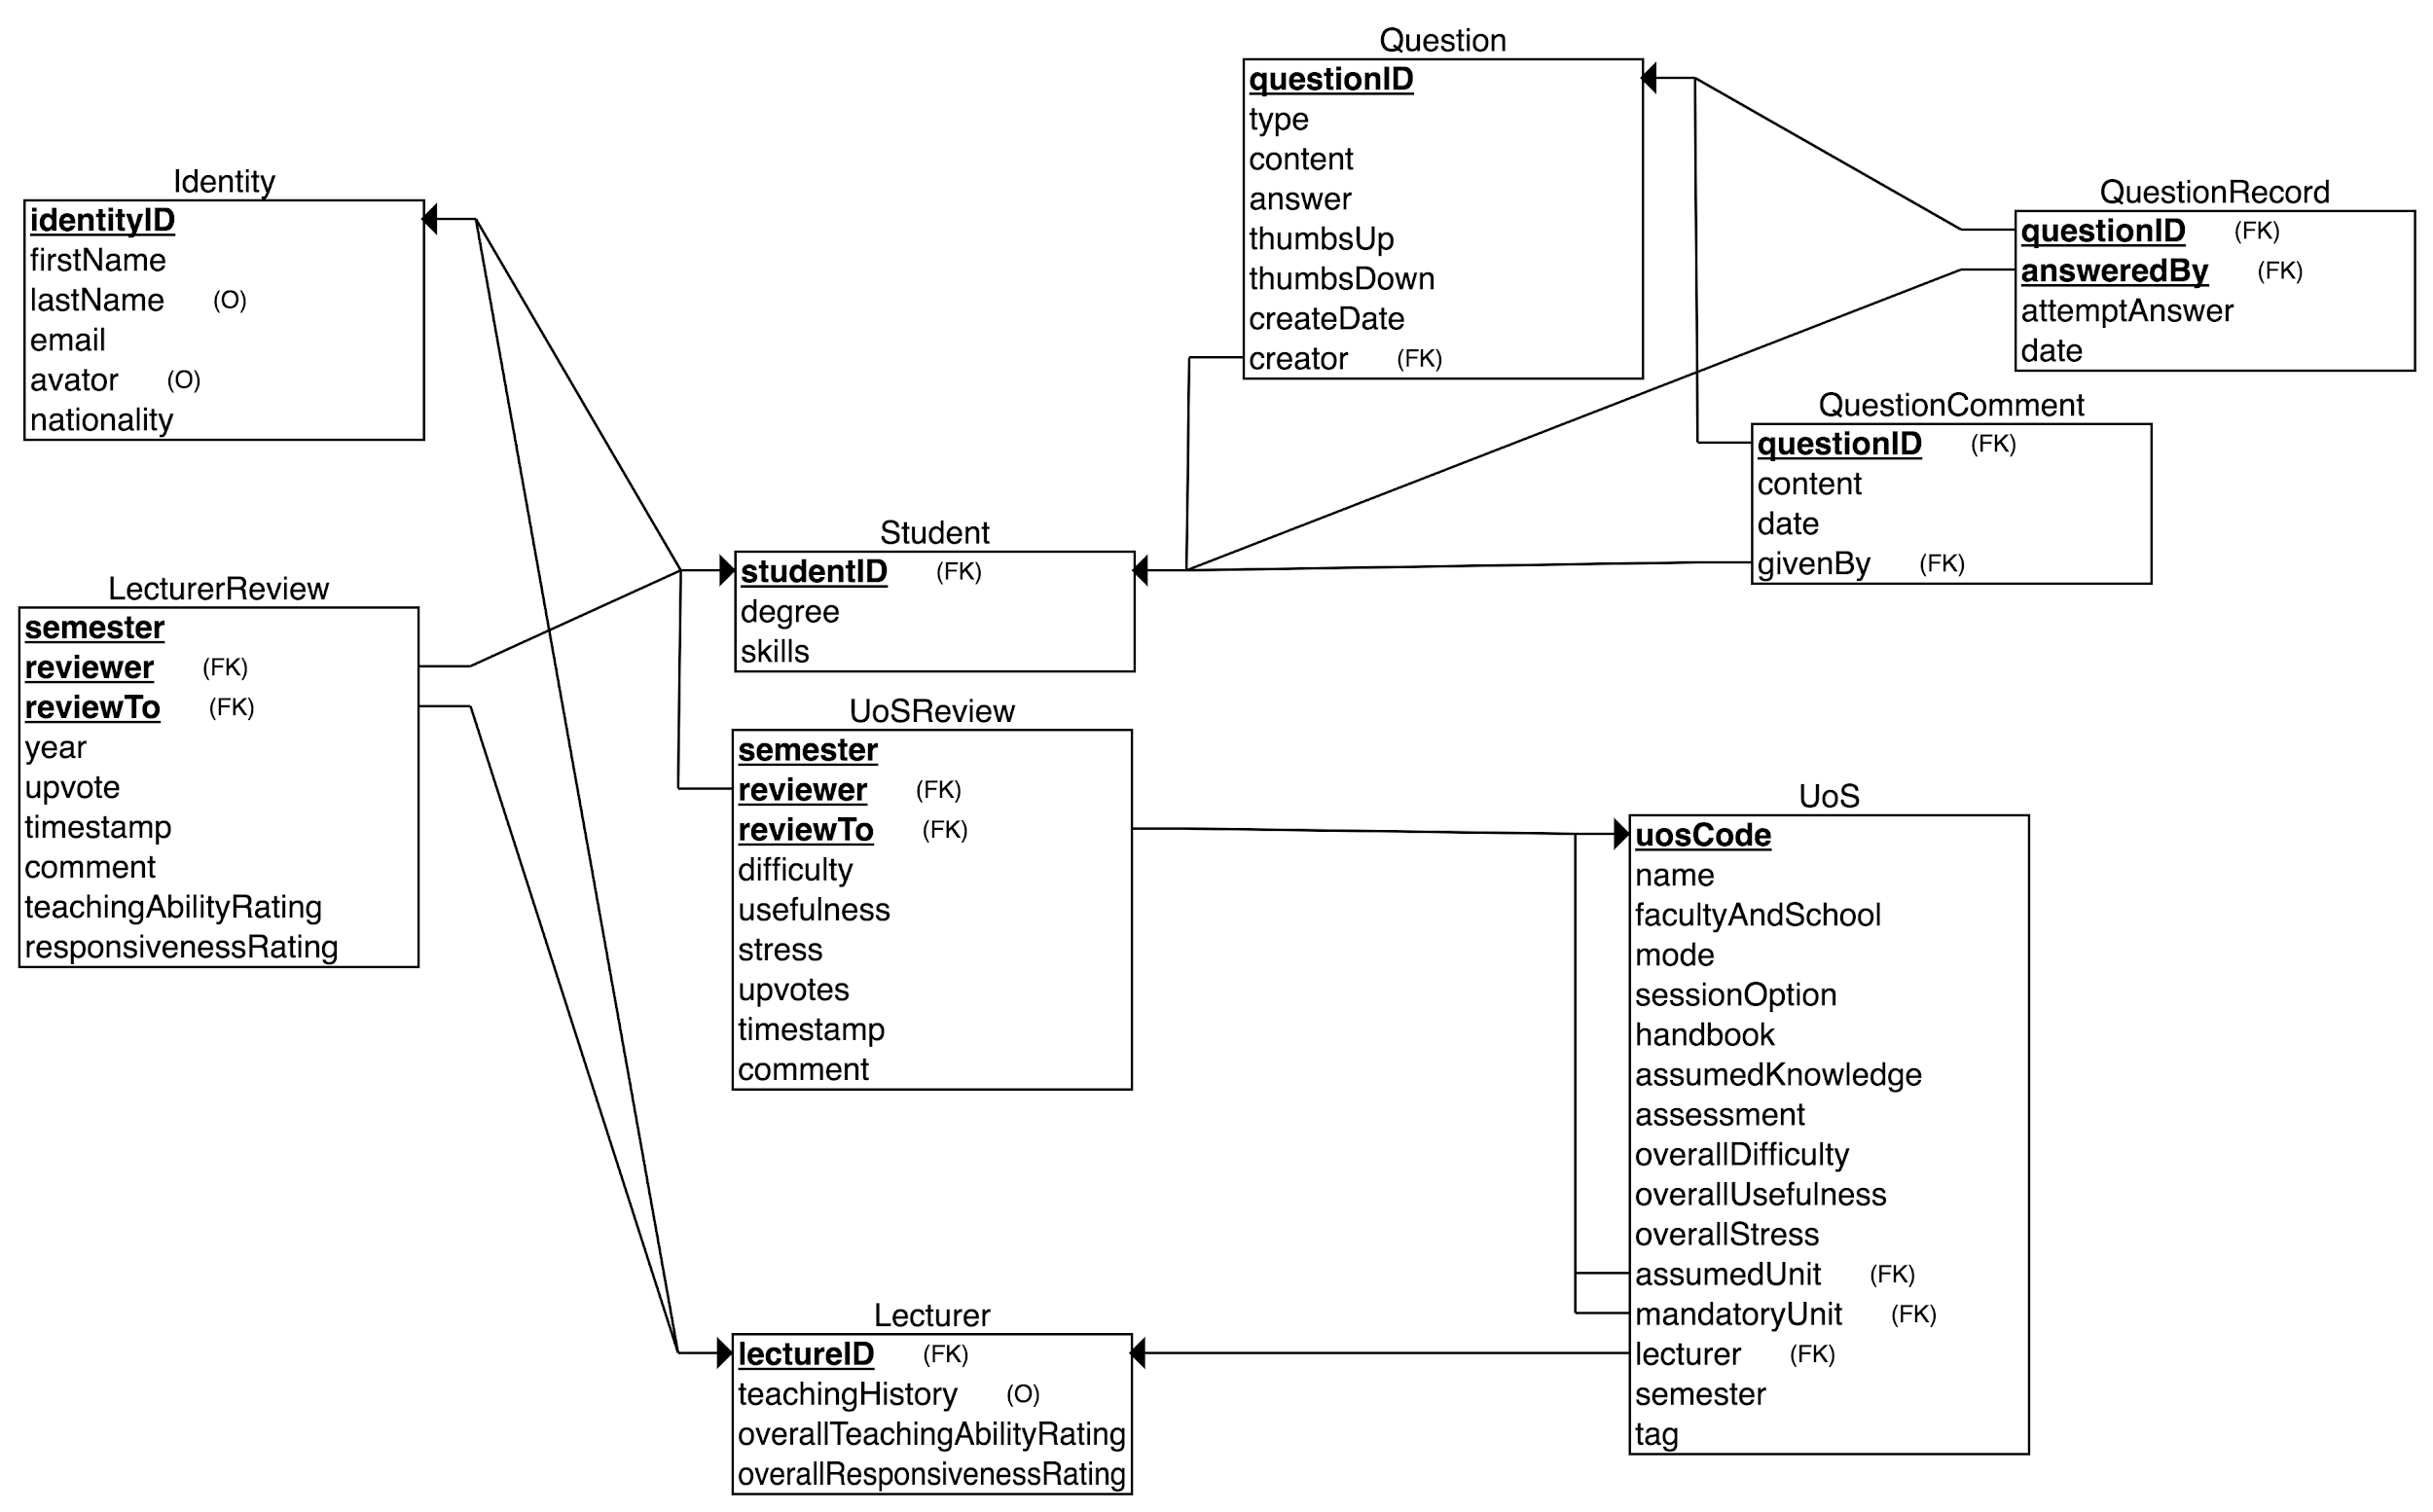 Question
questionID
type
content
answer
thumbsUp
thumbsDown
createDate
creator (FK)
QuestionRecord
questionID (FK)
answeredBy (FK)
attemptAnswer
date
Identity
identityID
firstName
lastName (O)
email
avator (O)
nationality
QuestionComment
questionID (FK)
content
date
givenBy (FK)
Student
studentID (FK)
degree
skills
LecturerReview
semester
reviewer (FK)
reviewTo (FK)
year
upvote
timestamp
comment
teachingAbilityRating
responsivenessRating
UoSReview
semester
reviewer (FK)
reviewTo (FK)
difficulty
usefulness
stress
upvotes
timestamp
comment
UoS
uosCode
name
facultyAndSchool
mode
sessionOption
handbook
assumedKnowledge
assessment
overallDifficulty
overallUsefulness
overallStress
assumedUnit (FK)
mandatoryUnit (FK)
lecturer (FK)
semester
tag
Lecturer
lectureID (FK)
teachingHistory (O)
overallTeachingAbilityRating
overallResponsivenessRating